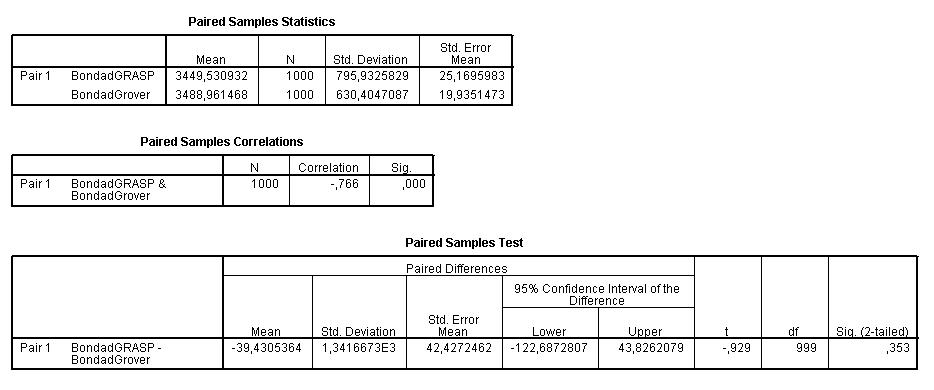 Paired Samples Statistics
Mean N Std. Deviation Std. Error Mean
Pair 1 BondadGRASP 3449,530932 1000 795,9325829 25,1695983
BondadGrover 3488,961468 1000 630,4047087 19,9351473
Paired Samples Correlations
N Correlation Sig.
Pair 1 BondadGRASP & BondadGrover 1000 -,766 ,000
Paired Samples Test
Paired Differences
95% Confidence Interval of the Difference
Mean Std. Deviation Std. Error Mean Lower Upper t df Sig. (2-tailed)
Pair 1 BondadGRASP - BondadGrover -39,4305364 1,3416673E3 42,4272462 -122,6872807 43,8262079 -,929 999 ,353